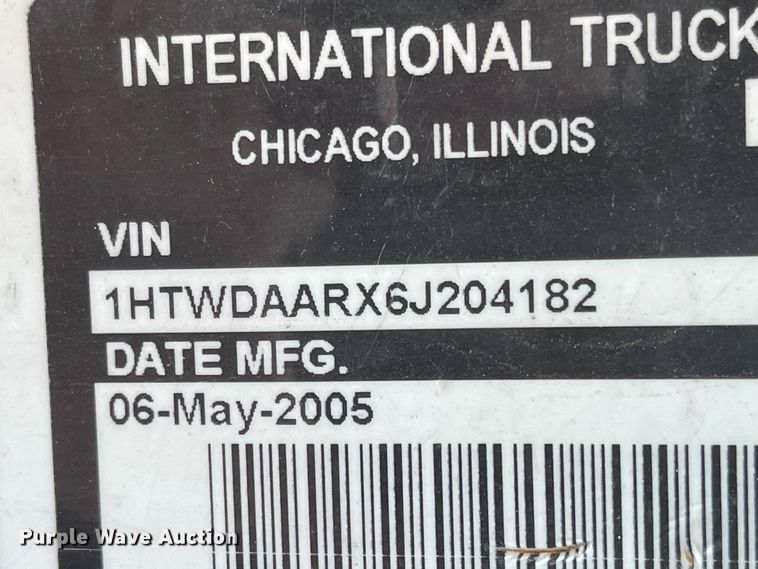 INTERNATIONAL TRUCK
CHICAGO, ILLINOIS
VIN
1HTWDAARX6J204182
DATE MFG.
06-May-2005
Purple Wave Auction